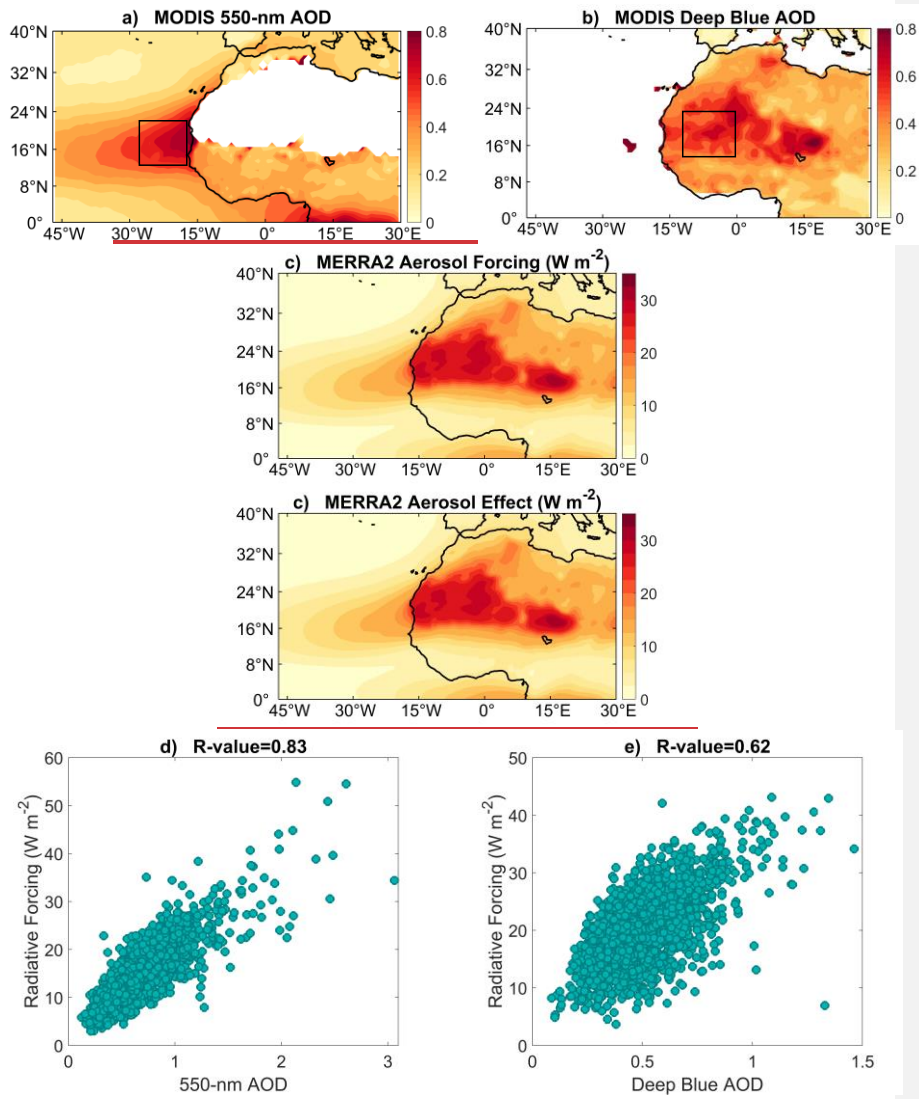 a) MODIS 550-nm AOD
40°N
32°N
24°N
16°N
8°N
0°
45°W 30°W 15°W 0° 15°E 30°E
0.8
0.6
0.4
0.2
0
b) MODIS Deep Blue AOD
40°N
32°N
24°N
16°N
8°N
0°
45°W 30°W 15°W 0° 15°E 30°E
0.8
0.6
0.4
0.2
0
c) MERRA2 Aerosol Forcing (W m-2)
40°N
32°N
24°N
16°N
8°N
0°
45°W 30°W 15°W 0° 15°E 30°E
30
20
10
0
c) MERRA2 Aerosol Effect (W m-2)
40°N
32°N
24°N
16°N
8°N
0°
45°W 30°W 15°W 0° 15°E 30°E
30
20
10
0
d) R-value=0.83
Radiative Forcing (W m-2)
60
50
40
30
20
10
0
0 1 2 3
550-nm AOD
e) R-value=0.62
Radiative Forcing (W m-2)
50
40
30
20
10
0
0 0.5 1 1.5
Deep Blue AOD